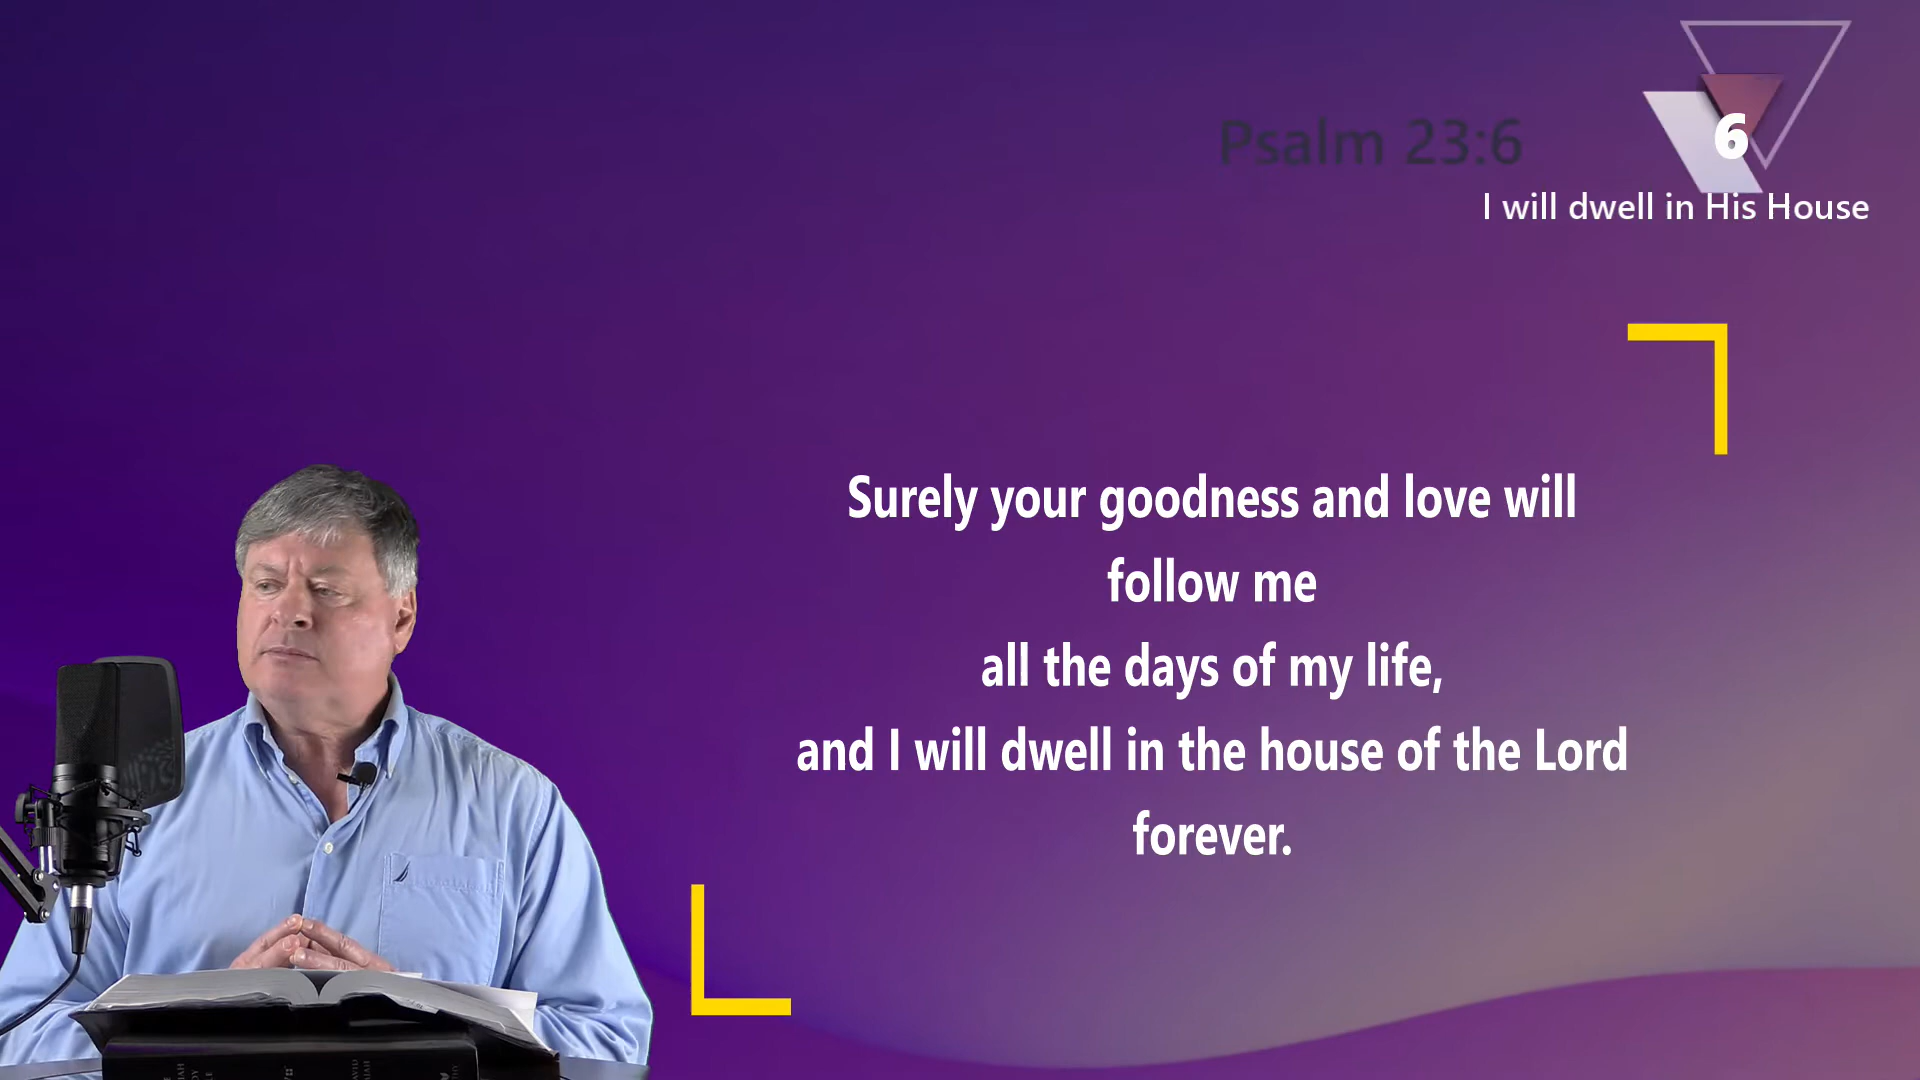 Psalm 23:6
6
I will dwell in His House
Surely your goodness and love will
follow me
all the days of my life,
and I will dwell in the house of the Lord
forever.